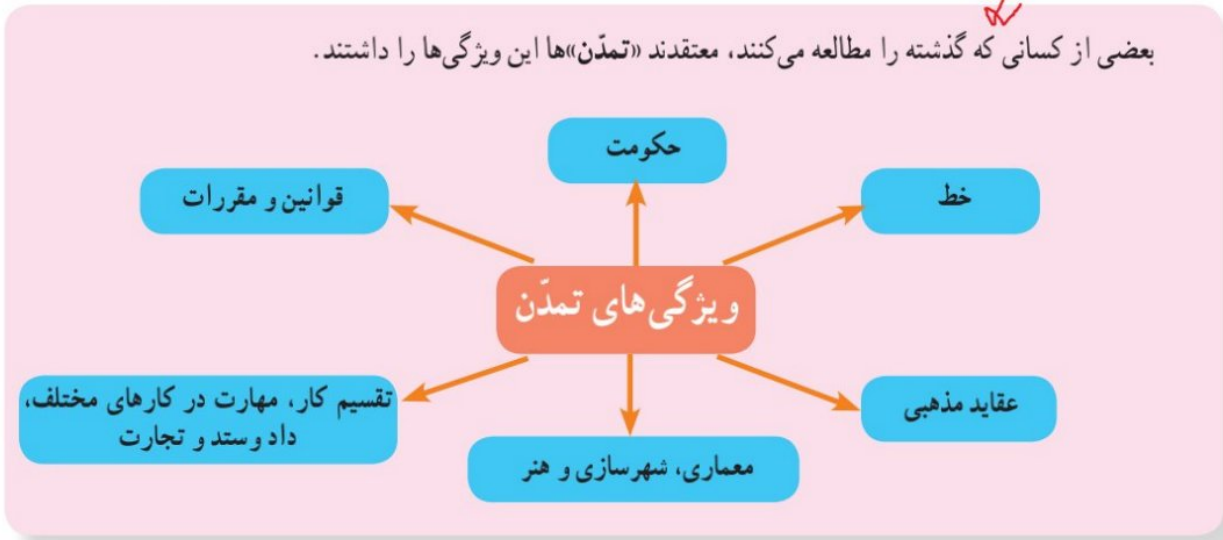 بعضی از کسانی که گذشته را مطالعه می‌کنند، معتقدند «تمدّن»ها این ویژگی‌ها را داشتند.
حکومت
خط
قوانین و مقررات
ویژگی‌های تمدّن
عقاید مذهبی
تقسیم کار، مهارت در کارهای مختلف،
داد وستد و تجارت
معماری، شهرسازی و هنر